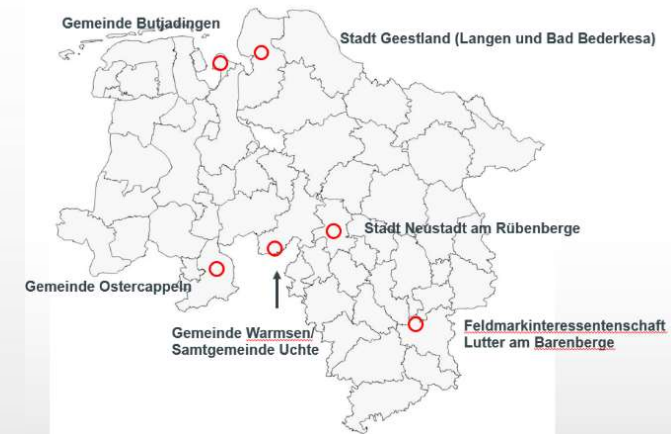 Gemeinde Butjadingen
Stadt Geestland (Langen und Bad Bederkesa)
Stadt Neustadt am Rübenberge
Gemeinde Ostercappeln
Gemeinde Warmsen/
Samtgemeinde Uchte
Feldmarkinteressentenschaft
Lutter am Barenberge